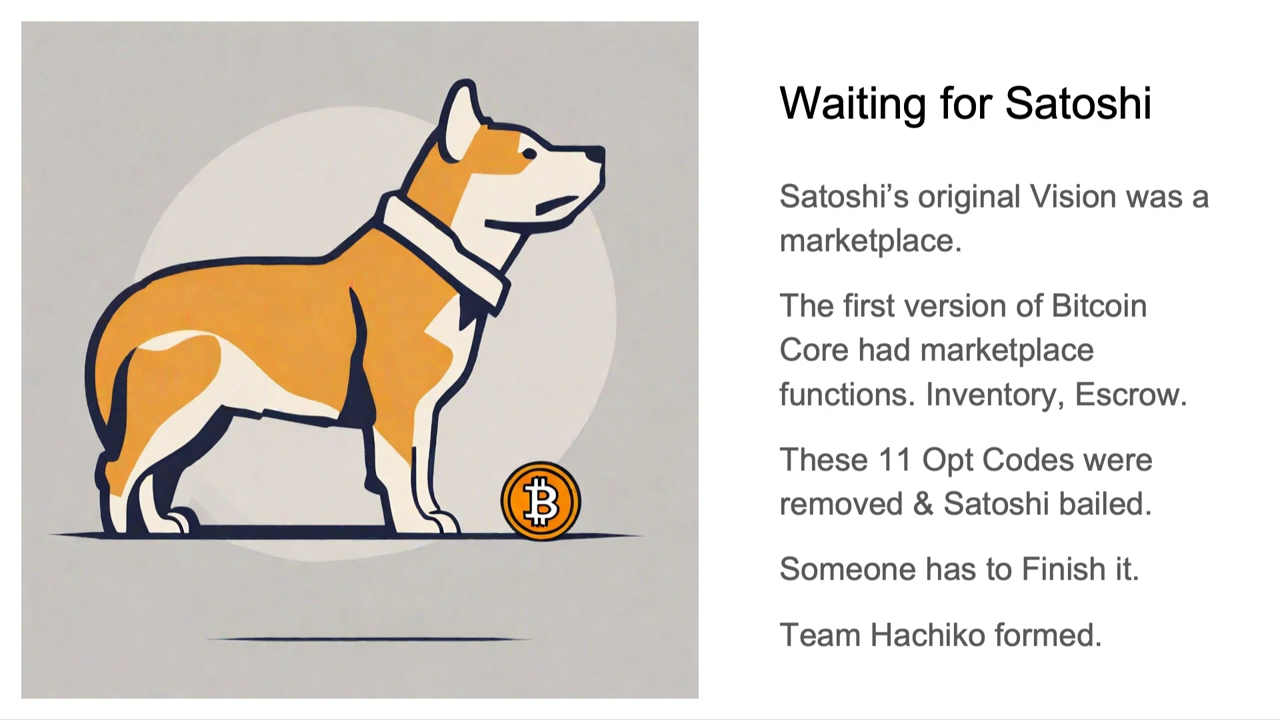 Waiting for Satoshi
Satoshi’s original Vision was a
marketplace.
The first version of Bitcoin
Core had marketplace
functions. Inventory, Escrow.
These 11 Opt Codes were
removed & Satoshi bailed.
Someone has to Finish it.
Team Hachiko formed.